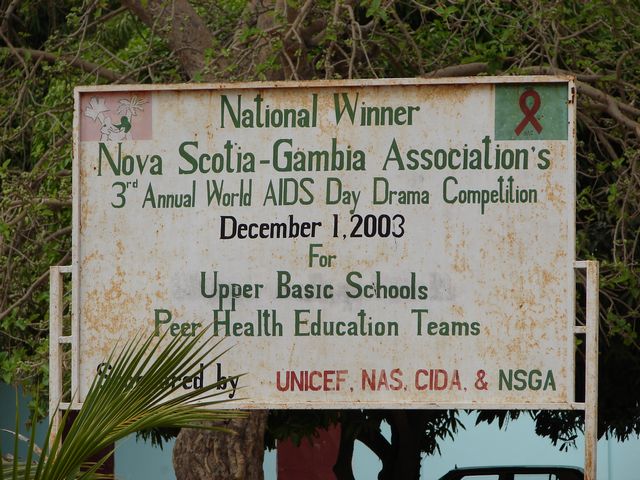 National Winner
Nova Scotia-Gambia Association's
3rd Annual World AIDS Day Drama Competition
December 1, 2003
For
Upper Basic Schools
Peer Health Education Teams
Sponsored by UNICEF, NAS, CIDA, & NSGA